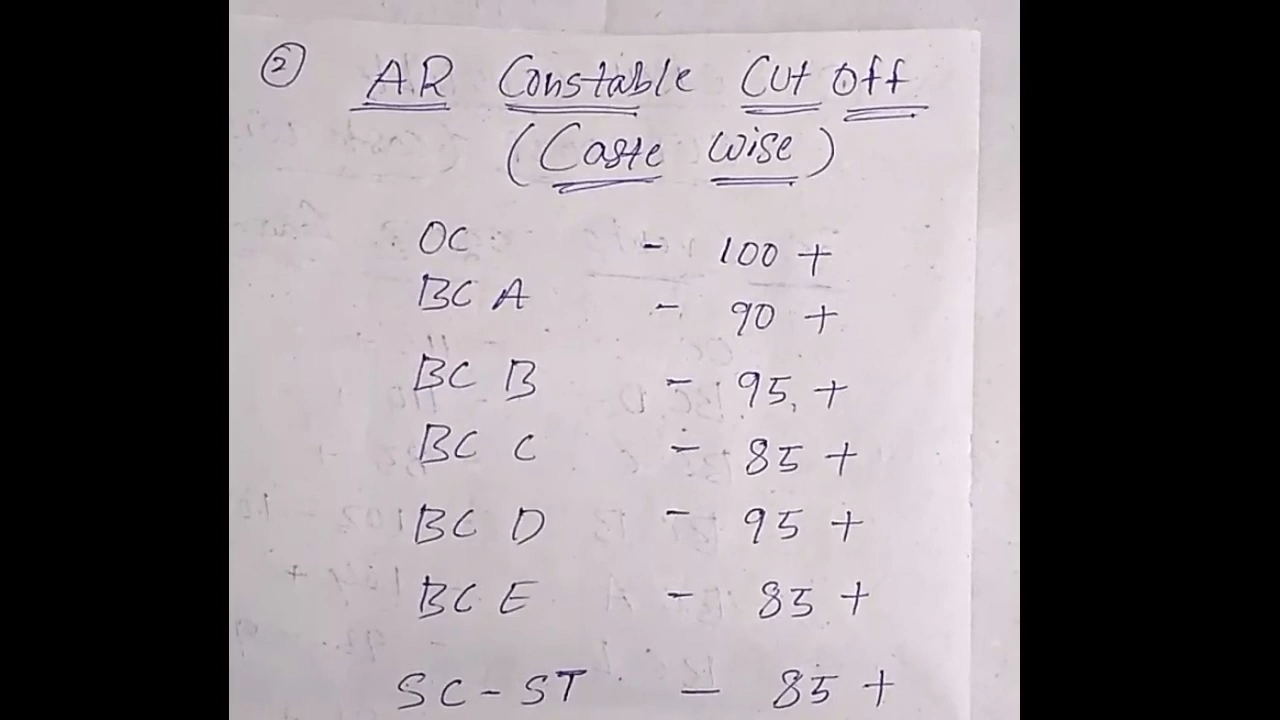 2 AR Constable Cut Off
(Caste Wise)
OC - 100 +
BC A - 90 +
BC B - 95 +
BC C - 85 +
BC D - 95 +
BC E - 85 +
SC-ST - 85 +